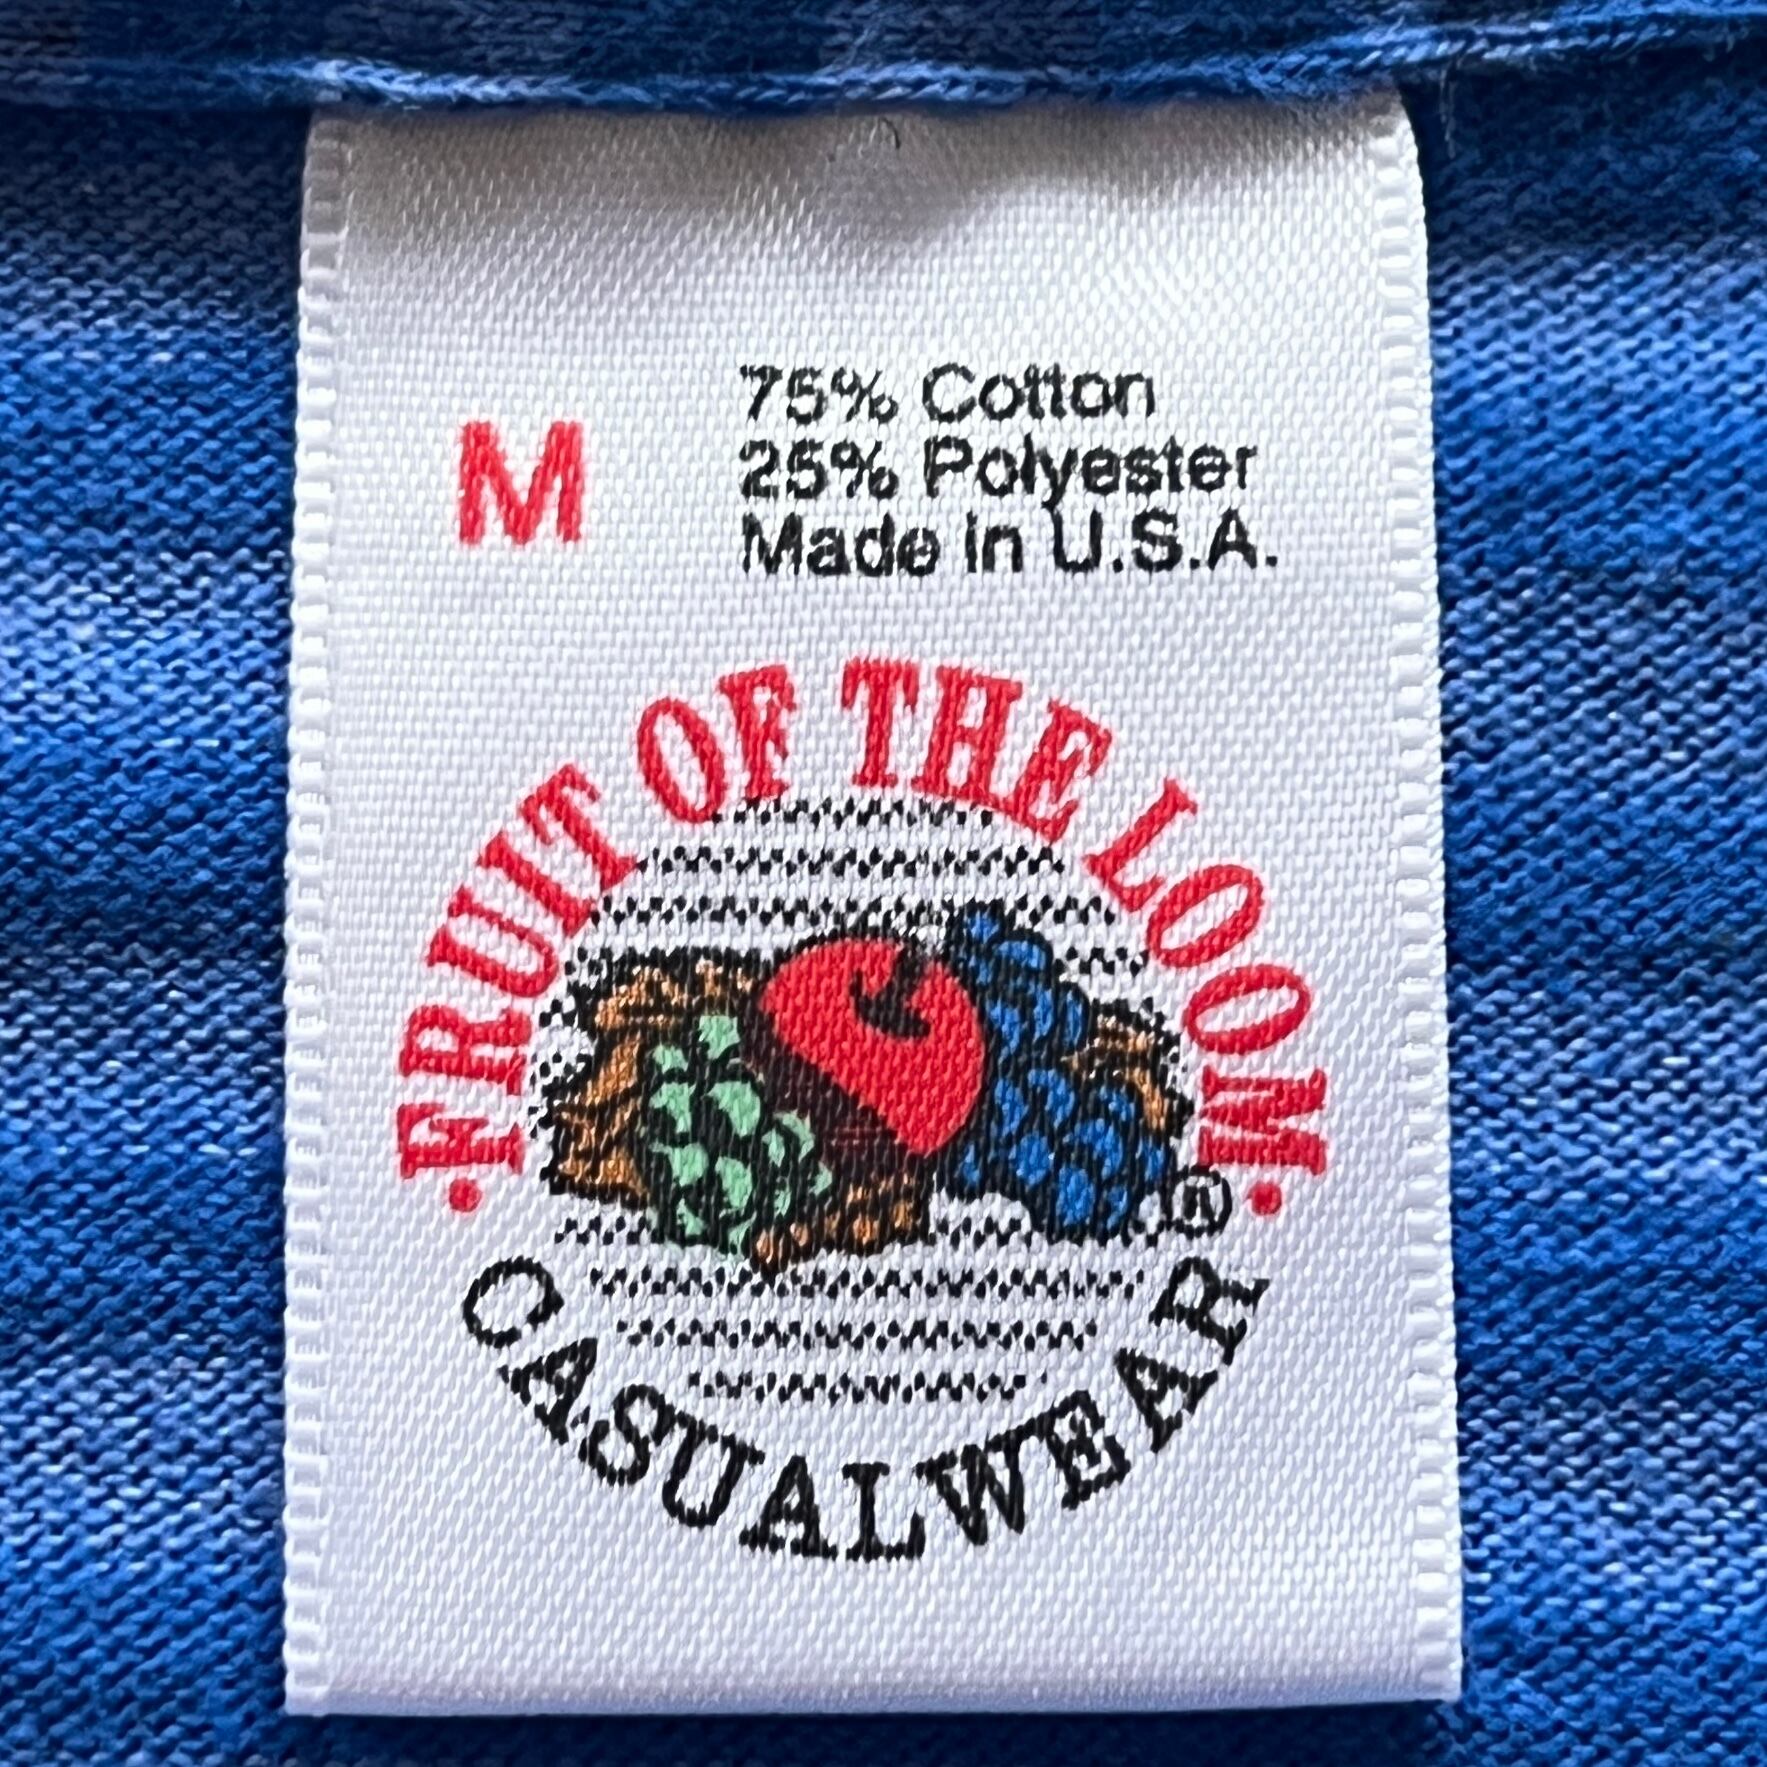 M
75% Cotton
25% Polyester
Made in U.S.A.
•FRUIT OF THE LOOM•
®
CASUALWEAR